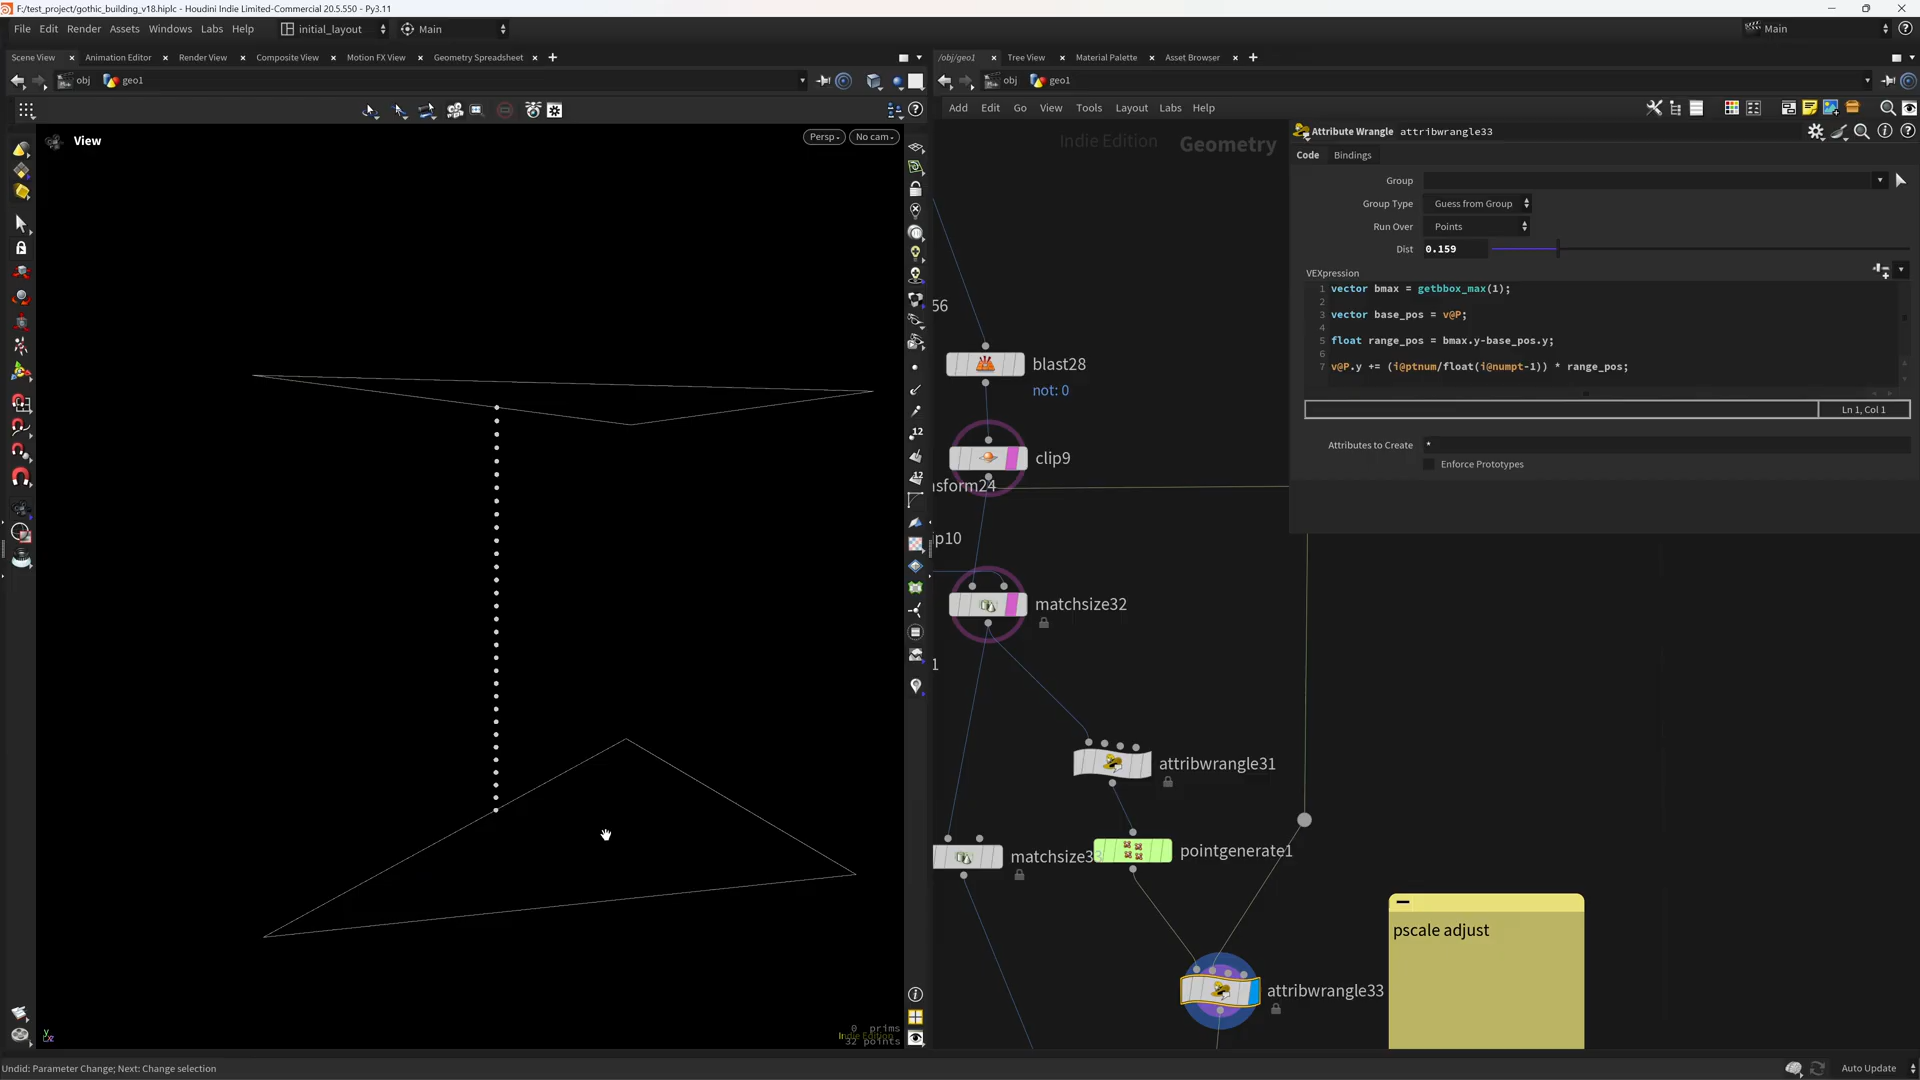 F:/test_project/gothic_building_v18.hiplc - Houdini Indie Limited-Commercial 20.5.550 - Py3.11
File Edit Render Assets Windows Labs Help
initial_layout
Main
Main
Scene View
Animation Editor
Render View
Composite View
Motion FX View
Geometry Spreadsheet
obj
geo1
View
Persp
No cam
12
12
0 prims
32 points
Indie Edition
Undid: Parameter Change; Next: Change selection
/obj/geo1
Tree View
Material Palette
Asset Browser
obj
geo1
Add Edit Go View Tools Layout Labs Help
Indie Edition
Geometry
56
blast28
not: 0
clip9
nsform24
ip10
matchsize32
1
attribwrangle31
matchsize3
pointgenerate1
attribwrangle33
pscale adjust
Attribute Wrangle attribwrangle33
Code
Bindings
Group
Group Type Guess from Group
Run Over Points
Dist 0.159
VEXpression
1 vector bmax = getbbox_max(1);
2
3 vector base_pos = v@P;
4
5 float range_pos = bmax.y-base_pos.y;
6
7 v@P.y += (i@ptnum/float(i@numpt-1)) * range_pos;
Ln 1, Col 1
Attributes to Create *
Enforce Prototypes
Auto Update